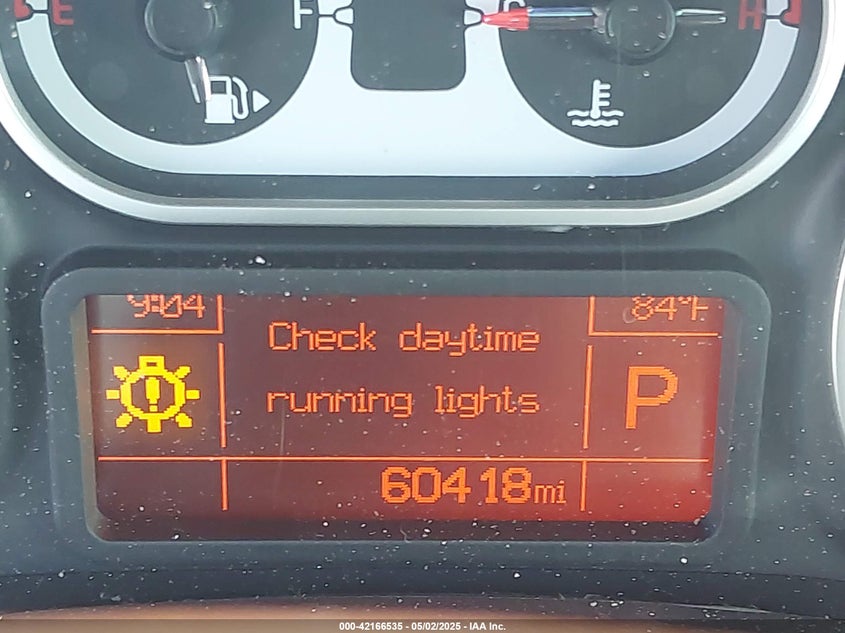 E F C H
9:04 84°F
Check daytime
running lights
P
60418mi
000-42166535 - 05/02/2025 - IAA Inc.